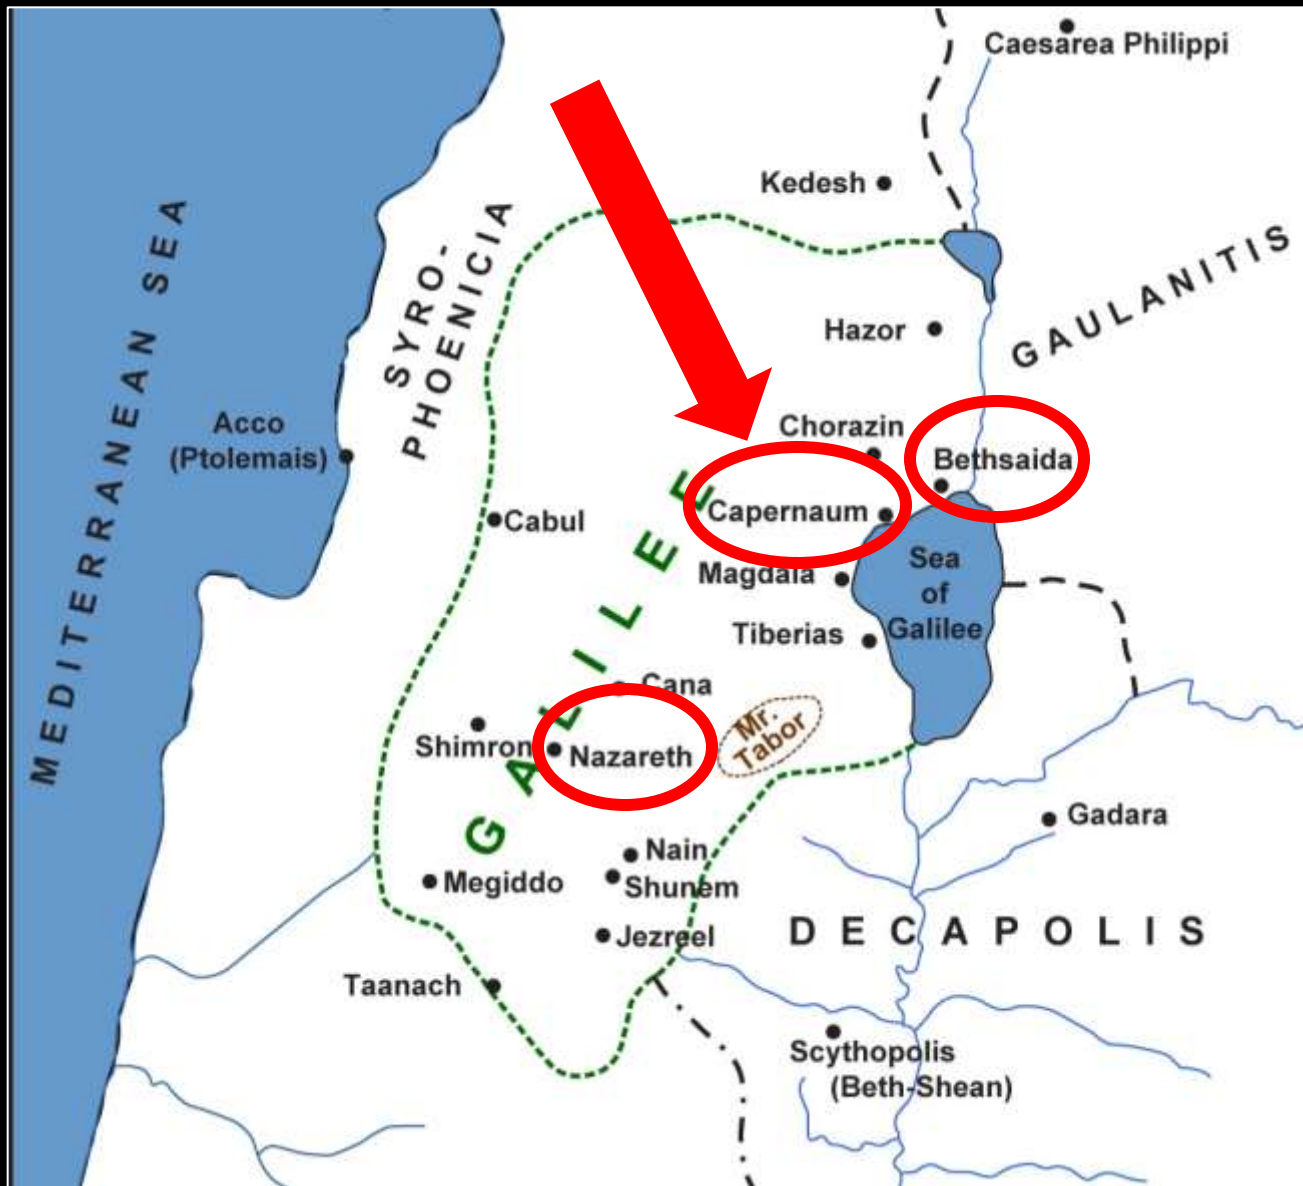 Caesarea Philippi
Kedesh
MEDITERRANEAN SEA
SYRO-
PHOENICIA
GAULANITIS
Hazor
Acco
(Ptolemais)
Chorazin
Bethsaida
Capernaum
Cabul
GALILEE
Sea
of
Galilee
Magdala
Tiberias
Cana
Mr.
Tabor
Shimron
Nazareth
Gadara
Nain
Megiddo
Shunem
DECAPOLIS
Jezreel
Taanach
Scythopolis
(Beth-Shean)